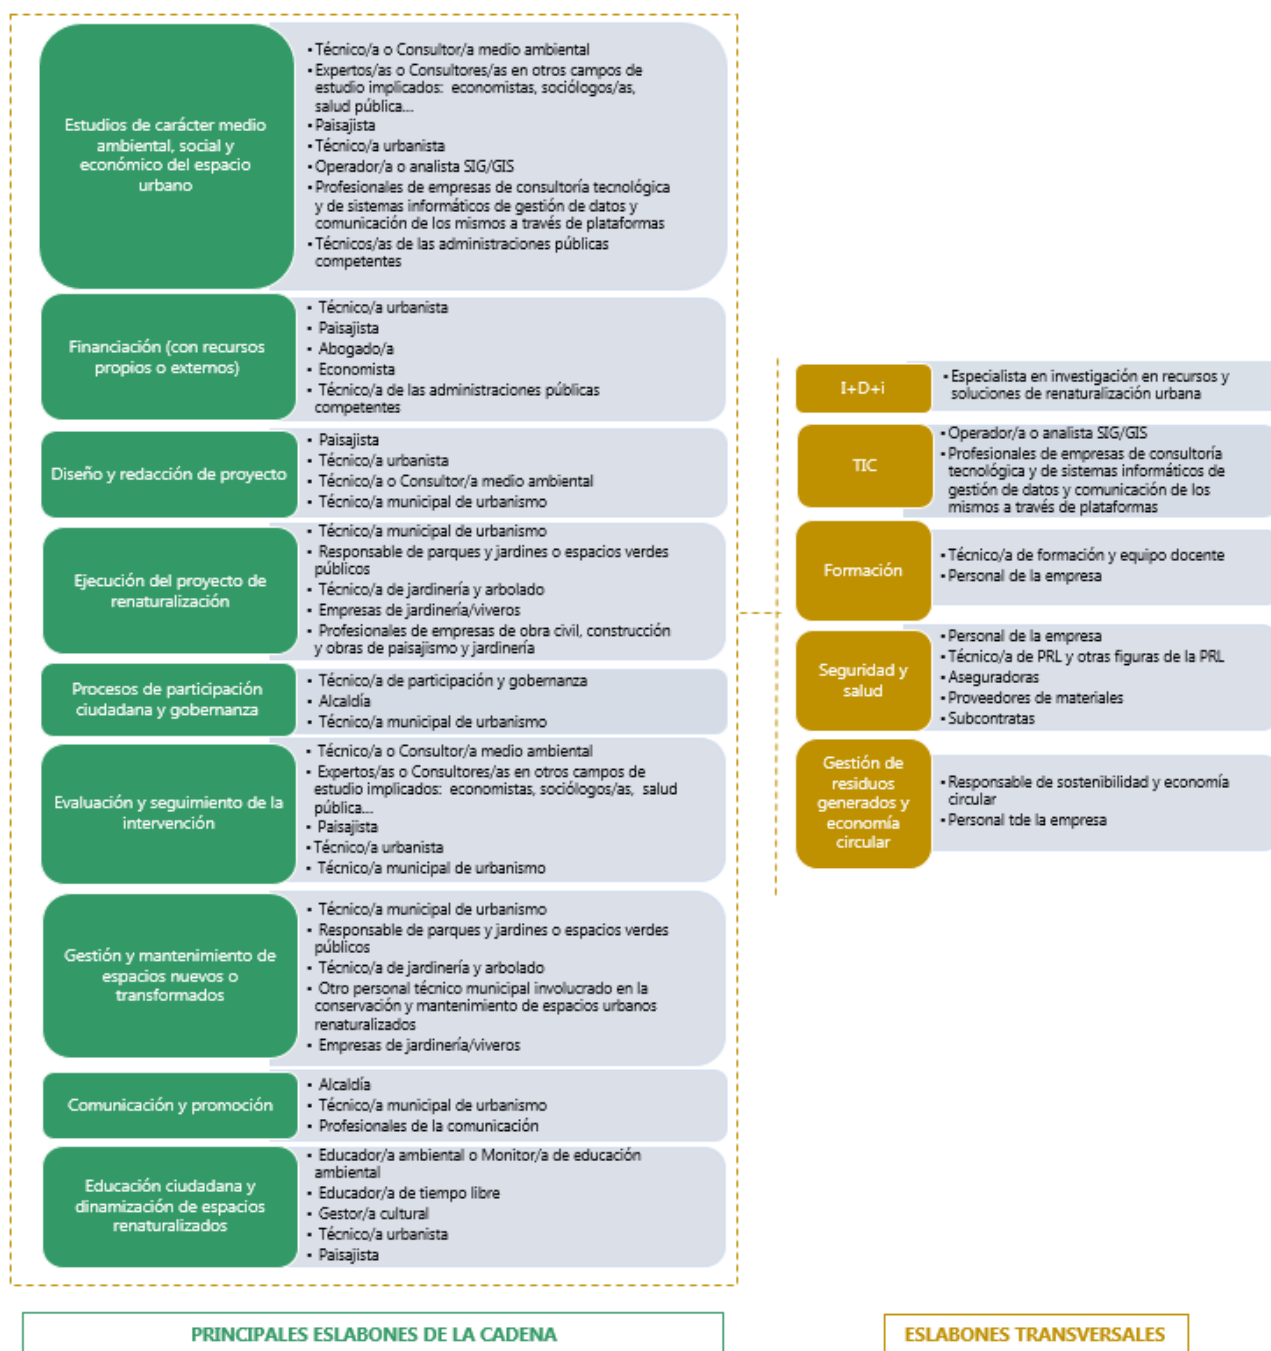 Estudios de carácter medio
ambiental, social y
económico del espacio
urbano
▪ Técnico/a o Consultor/a medio ambiental
▪ Expertos/as o Consultores/as en otros campos de
estudio implicados: economistas, sociólogos/as,
salud pública...
▪ Paisajista
▪ Técnico/a urbanista
▪ Operador/a o analista SIG/GIS
▪ Profesionales de empresas de consultoría tecnológica
y de sistemas informáticos de gestión de datos y
comunicación de los mismos a través de plataformas
▪ Técnicos/as de las administraciones públicas
competentes
Financiación (con recursos
propios o externos)
▪ Técnico/a urbanista
▪ Paisajista
▪ Abogado/a
▪ Economista
▪ Técnico/a de las administraciones públicas
competentes
Diseño y redacción de proyecto
▪ Paisajista
▪ Técnico/a urbanista
▪ Técnico/a o Consultor/a medio ambiental
▪ Técnico/a municipal de urbanismo
Ejecución del proyecto de
renaturalización
▪ Técnico/a municipal de urbanismo
▪ Responsable de parques y jardines o espacios verdes
públicos
▪ Técnico/a de jardinería y arbolado
▪ Empresas de jardinería/viveros
▪ Profesionales de empresas de obra civil, construcción
y obras de paisajismo y jardinería
Procesos de participación
ciudadana y gobernanza
▪ Técnico/a de participación y gobernanza
▪ Alcaldía
▪ Técnico/a municipal de urbanismo
Evaluación y seguimiento de la
intervención
▪ Técnico/a o Consultor/a medio ambiental
▪ Expertos/as o Consultores/as en otros campos de
estudio implicados: economistas, sociólogos/as, salud
pública...
▪ Paisajista
▪ Técnico/a urbanista
▪ Técnico/a municipal de urbanismo
Gestión y mantenimiento de
espacios nuevos o
transformados
▪ Técnico/a municipal de urbanismo
▪ Responsable de parques y jardines o espacios verdes
públicos
▪ Técnico/a de jardinería y arbolado
▪ Otro personal técnico municipal involucrado en la
conservación y mantenimiento de espacios urbanos
renaturalizados
▪ Empresas de jardinería/viveros
Comunicación y promoción
▪ Alcaldía
▪ Técnico/a municipal de urbanismo
▪ Profesionales de la comunicación
Educación ciudadana y
dinamización de espacios
renaturalizados
▪ Educador/a ambiental o Monitor/a de educación
ambiental
▪ Educador/a de tiempo libre
▪ Gestor/a cultural
▪ Técnico/a urbanista
▪ Paisajista
PRINCIPALES ESLABONES DE LA CADENA
I+D+i
▪ Especialista en investigación en recursos y
soluciones de renaturalización urbana
TIC
▪ Operador/a o analista SIG/GIS
▪ Profesionales de empresas de consultoría
tecnológica y de sistemas informáticos de
gestión de datos y comunicación de los
mismos a través de plataformas
Formación
▪ Técnico/a de formación y equipo docente
▪ Personal de la empresa
Seguridad y
salud
▪ Personal de la empresa
▪ Técnico/a de PRL y otras figuras de la PRL
▪ Aseguradoras
▪ Proveedores de materiales
▪ Subcontratas
Gestión de
residuos
generados y
economía
circular
▪ Responsable de sostenibilidad y economía
circular
▪ Personal tde la empresa
ESLABONES TRANSVERSALES